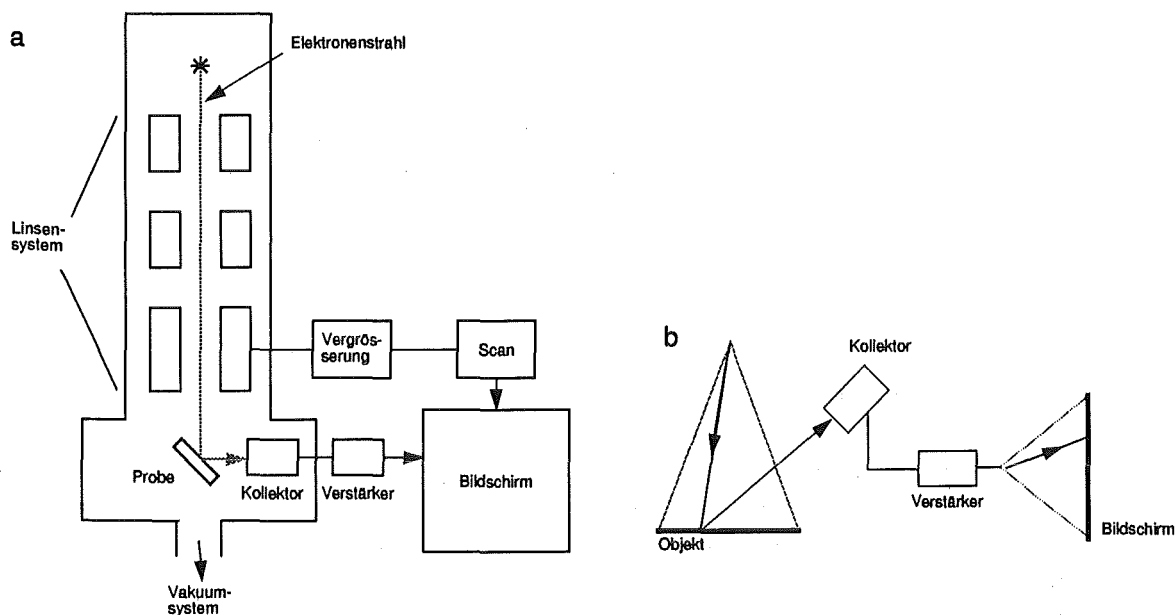 a
Elektronenstrahl
Linsen-
system
Vergrös-
serung
Scan
Probe
Kollektor
Verstärker
Bildschirm
Vakuum-
system
b
Kollektor
Verstärker
Objekt
Bildschirm